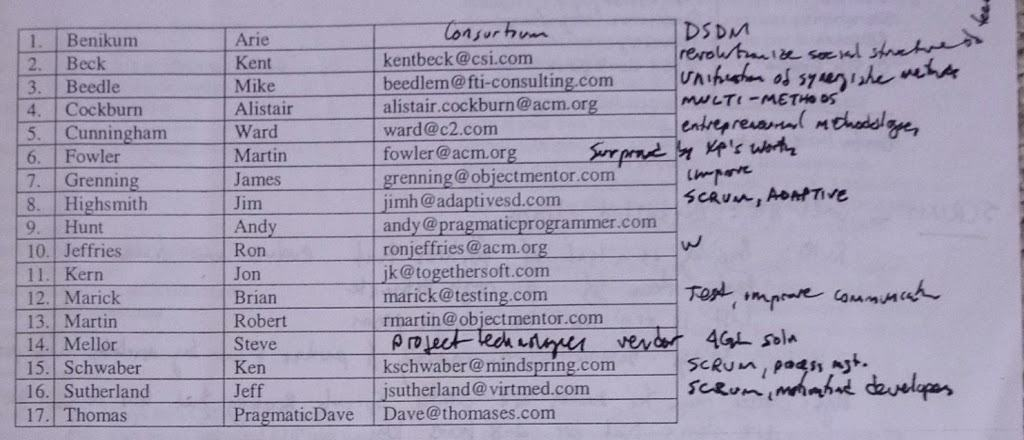 1. Benikum Arie Consortium DSDM
2. Beck Kent kentbeck@csi.com revolutionize social structure of
3. Beedle Mike beedlem@fti-consulting.com unification of synergistic methods
4. Cockburn Alistair alistair.cockburn@acm.org MULTI-METHODS
5. Cunningham Ward ward@c2.com entrepreneurial methodology
6. Fowler Martin fowler@acm.org Surprised by XP's worth
7. Grenning James grenning@objectmentor.com improve
8. Highsmith Jim jimh@adaptivesd.com SCRUM, ADAPTIVE
9. Hunt Andy andy@pragmaticprogrammer.com
10. Jeffries Ron ronjeffries@acm.org W
11. Kern Jon jk@togethersoft.com
12. Marick Brian marick@testing.com Test, improve
13. Martin Robert rmartin@objectmentor.com
14. Mellor Steve project technologies vendor 4GL soln
15. Schwaber Ken kschwaber@mindspring.com SCRUM, process mgt.
16. Sutherland Jeff jsutherland@virtmed.com SCRUM, motivated developers
17. Thomas PragmaticDave Dave@thomases.com